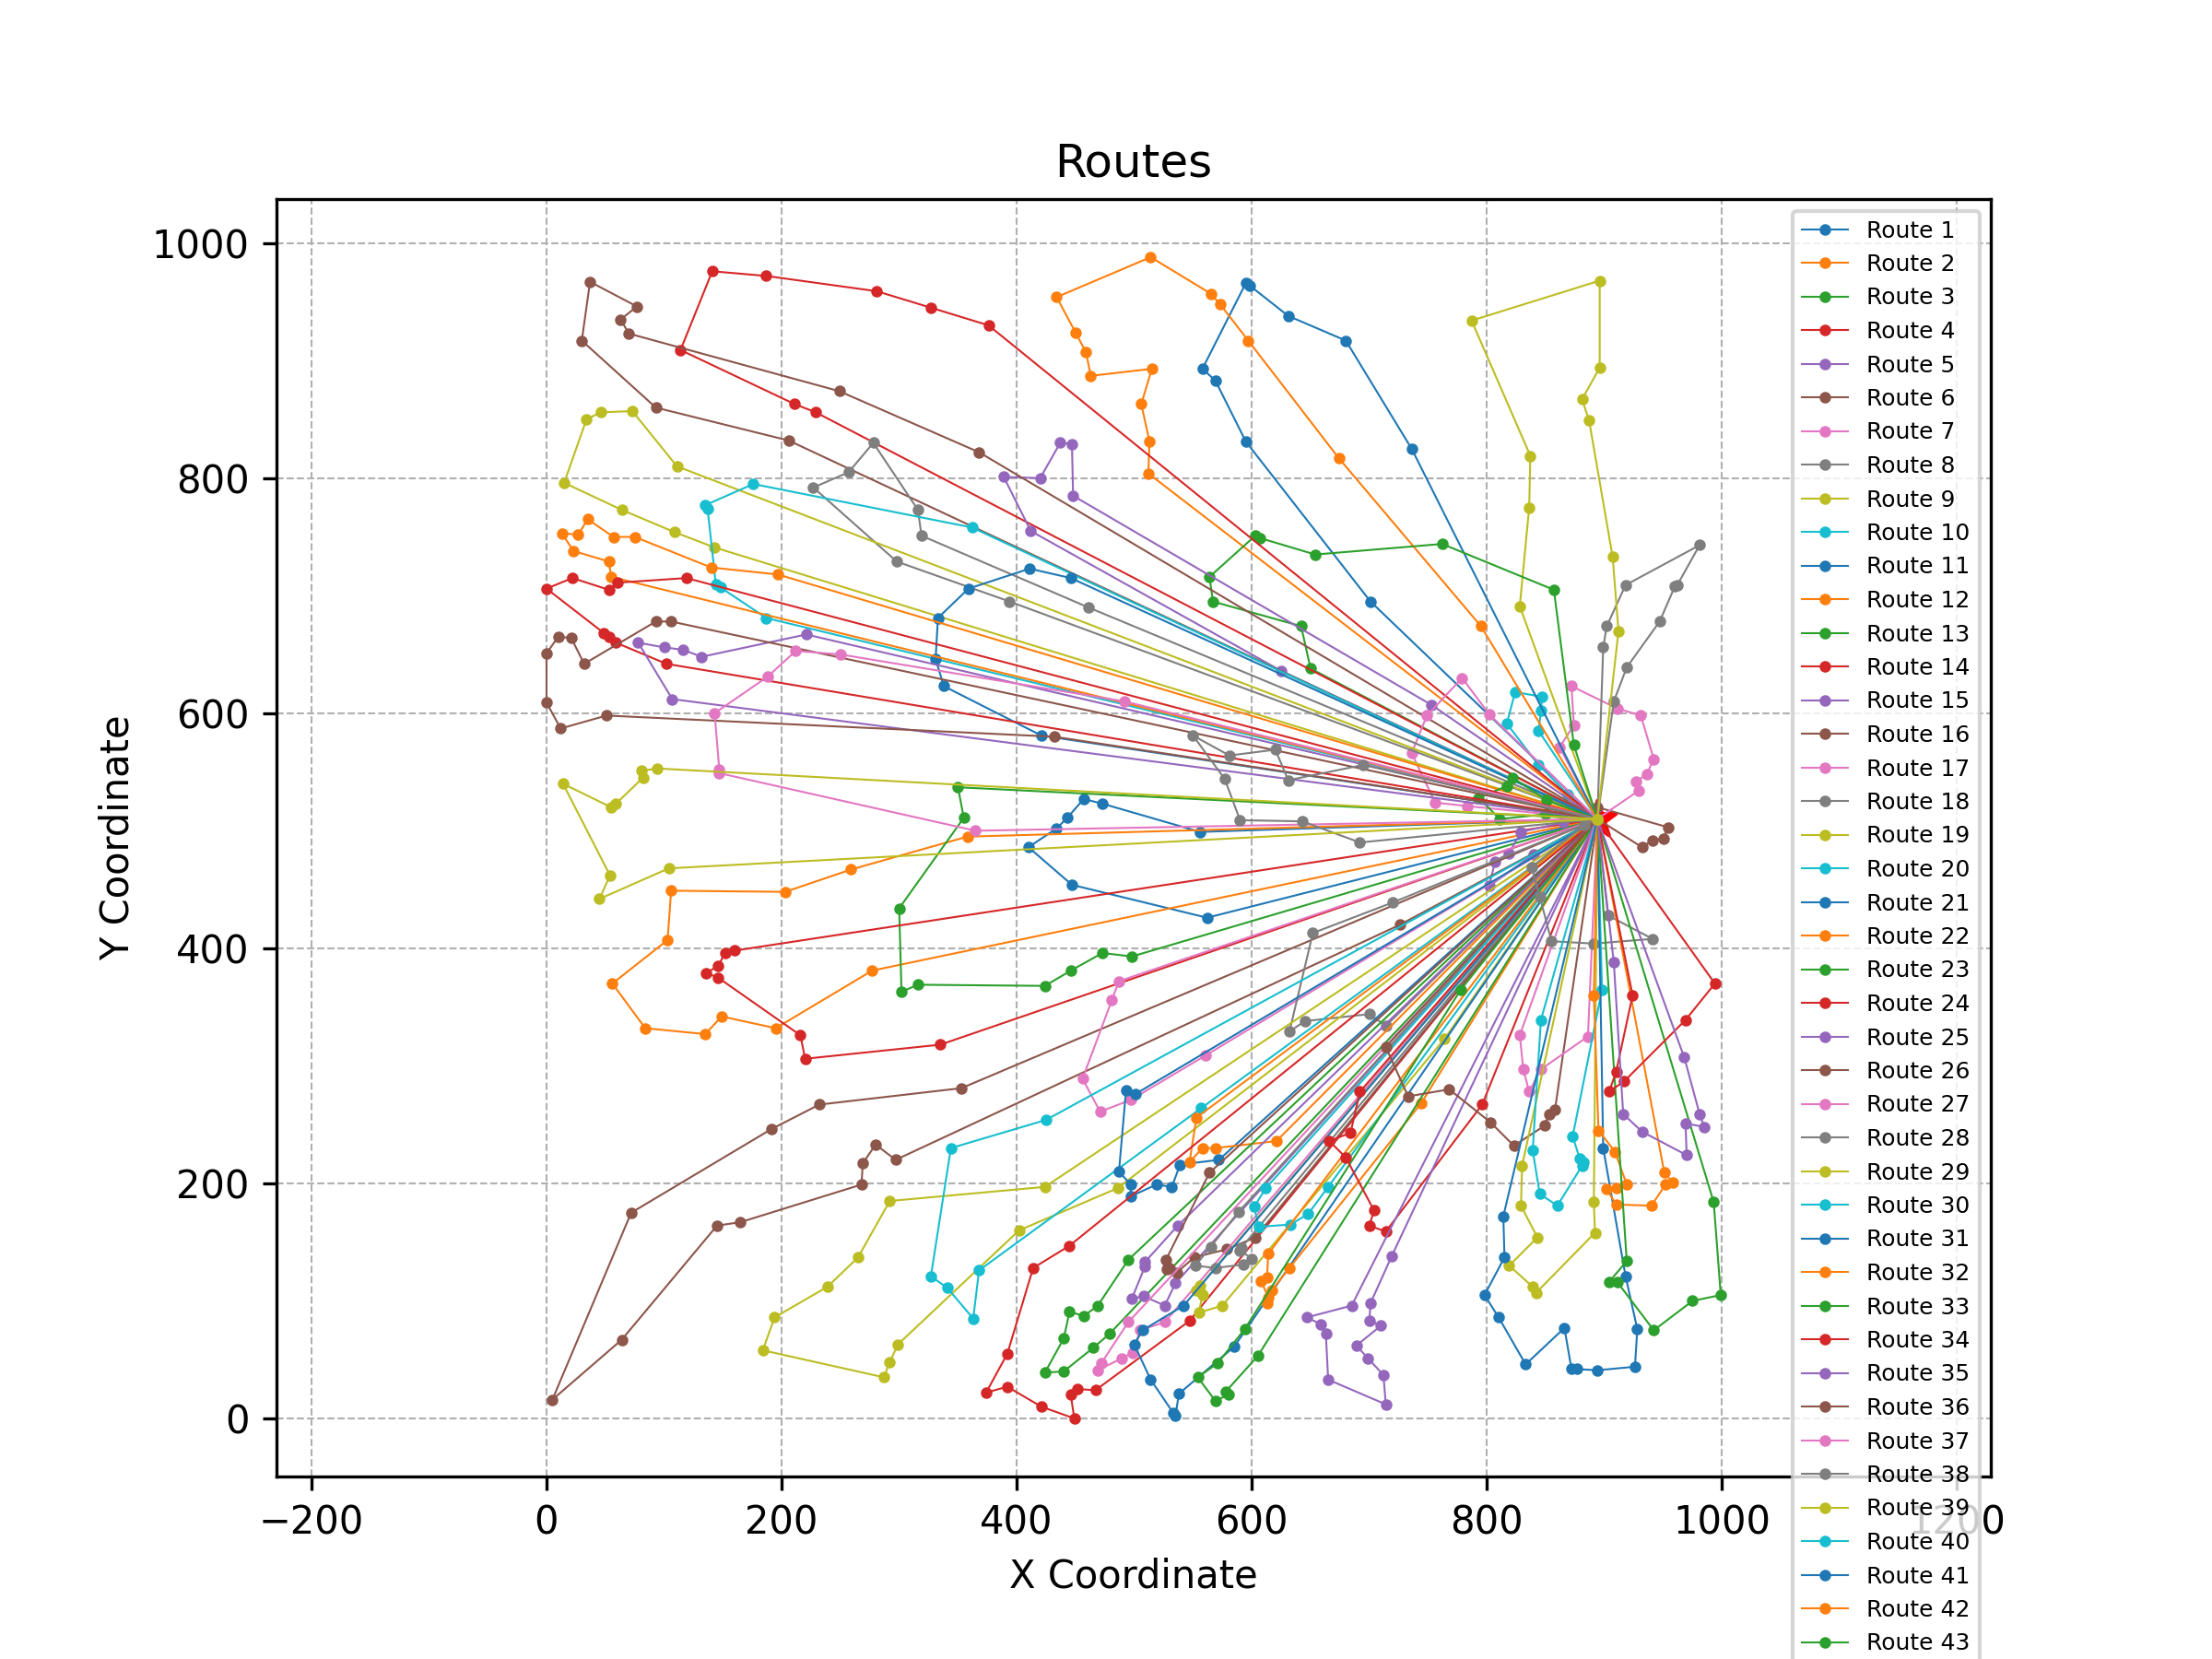 Routes
1000
800
600
400
200
0
Y Coordinate
−200
0
200
400
600
800
1000
1200
X Coordinate
Route 1
Route 2
Route 3
Route 4
Route 5
Route 6
Route 7
Route 8
Route 9
Route 10
Route 11
Route 12
Route 13
Route 14
Route 15
Route 16
Route 17
Route 18
Route 19
Route 20
Route 21
Route 22
Route 23
Route 24
Route 25
Route 26
Route 27
Route 28
Route 29
Route 30
Route 31
Route 32
Route 33
Route 34
Route 35
Route 36
Route 37
Route 38
Route 39
Route 40
Route 41
Route 42
Route 43